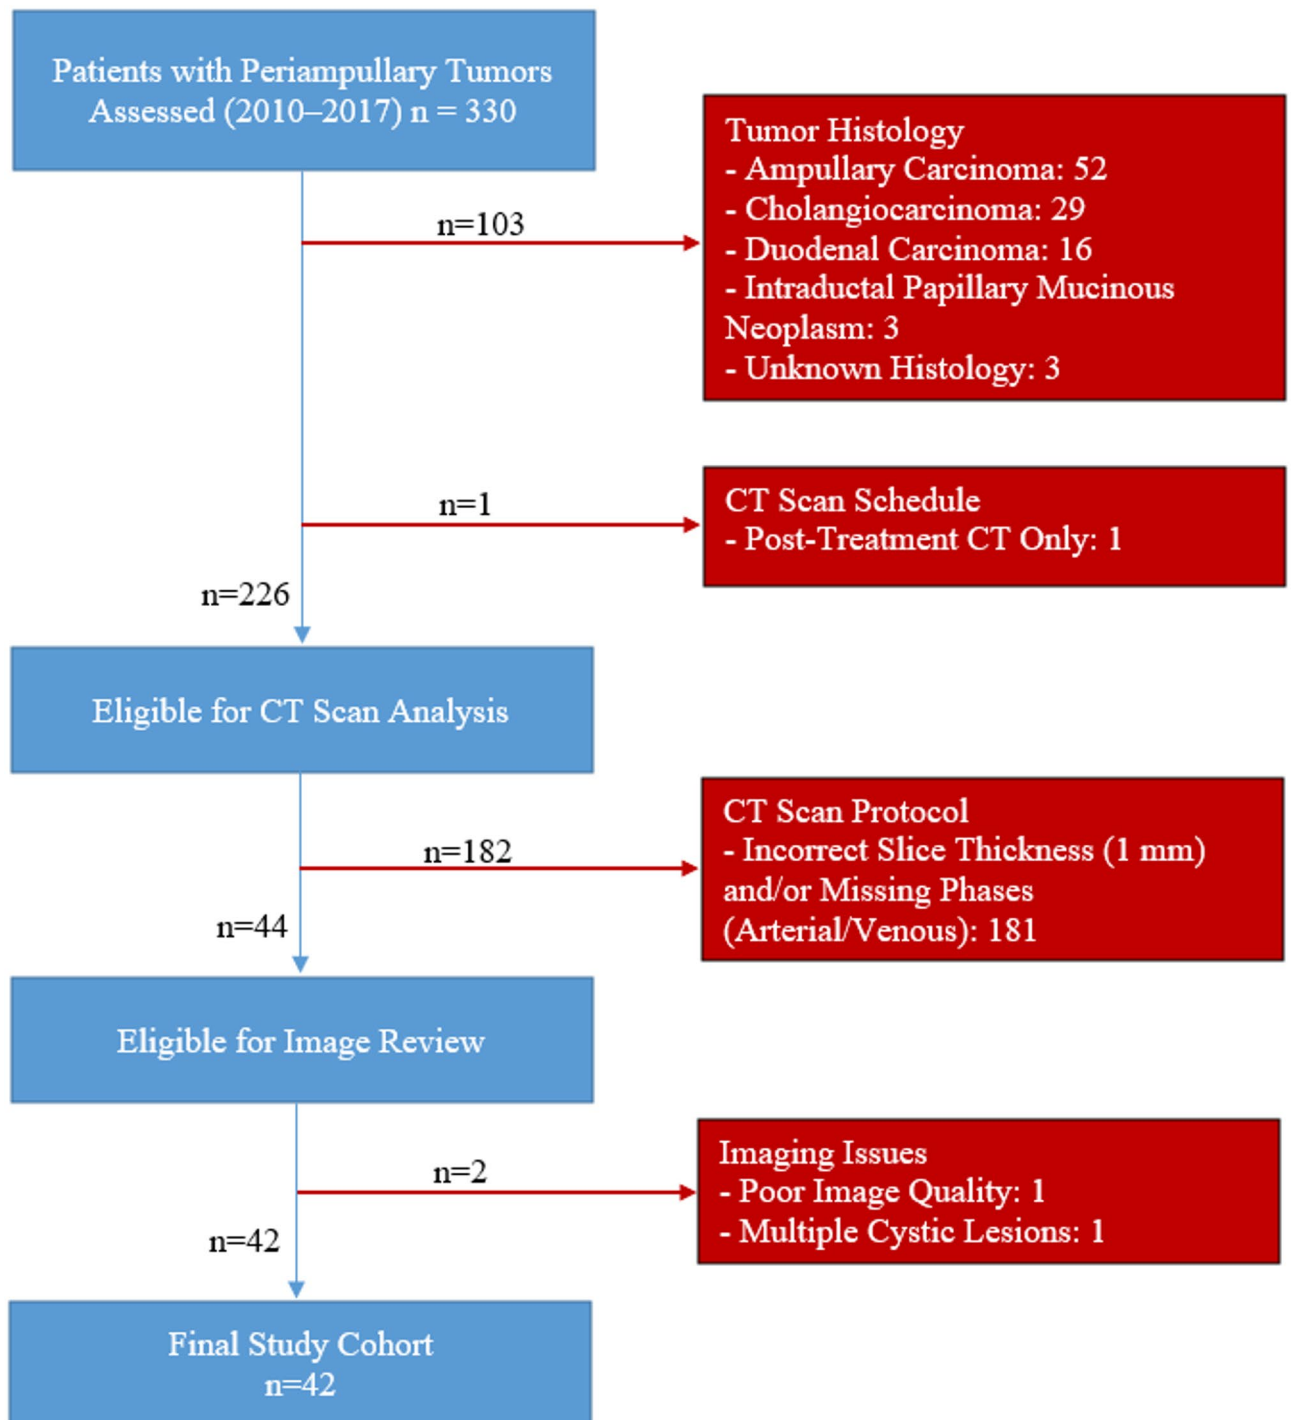 Patients with Periampullary Tumors
Assessed (2010–2017) n = 330
n=103
Tumor Histology
- Ampullary Carcinoma: 52
- Cholangiocarcinoma: 29
- Duodenal Carcinoma: 16
- Intraductal Papillary Mucinous
Neoplasm: 3
- Unknown Histology: 3
n=1
CT Scan Schedule
- Post-Treatment CT Only: 1
n=226
Eligible for CT Scan Analysis
n=182
CT Scan Protocol
- Incorrect Slice Thickness (1 mm)
and/or Missing Phases
(Arterial/Venous): 181
n=44
Eligible for Image Review
n=2
Imaging Issues
- Poor Image Quality: 1
- Multiple Cystic Lesions: 1
n=42
Final Study Cohort
n=42